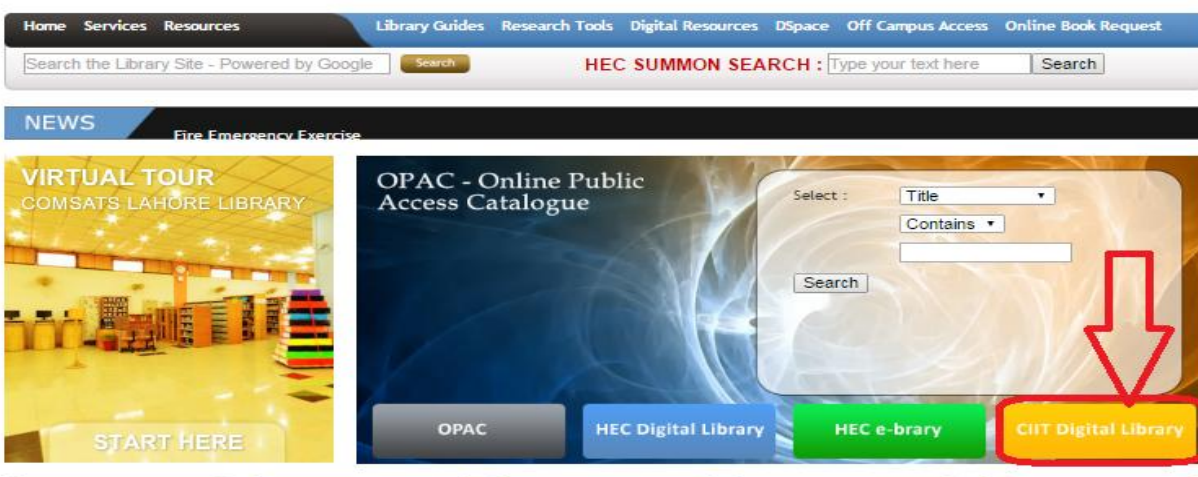 Home Services Resources Library Guides Research Tools Digital Resources DSpace Off Campus Access Online Book Request
Search the Library Site - Powered by Google Search HEC SUMMON SEARCH : Type your text here Search
NEWS Fire Emergency Exercise
VIRTUAL TOUR
COMSATS LAHORE LIBRARY
START HERE
OPAC - Online Public
Access Catalogue
Select : Title
Contains
Search
OPAC HEC Digital Library HEC e-brary CIIT Digital Library